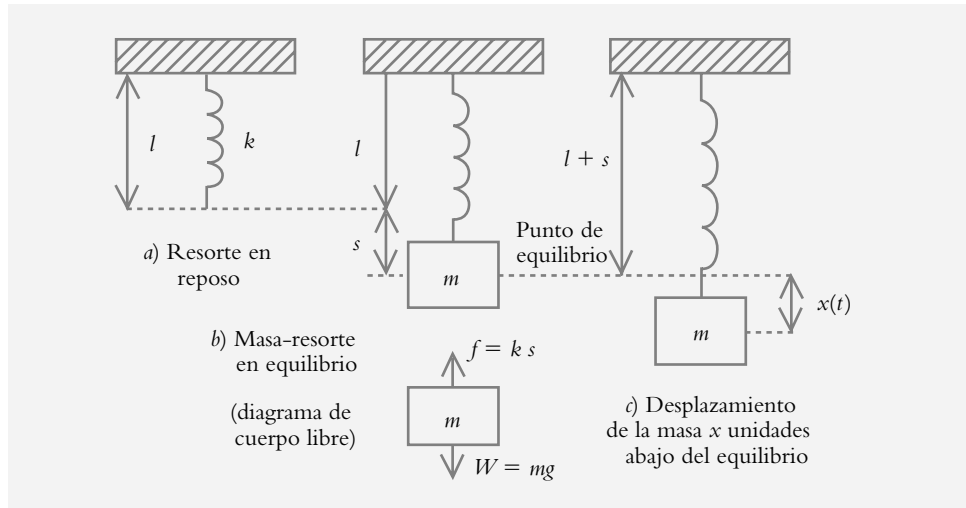 l
k
a) Resorte en
reposo
l
s
m
Punto de
equilibrio
b) Masa-resorte
en equilibrio
(diagrama de
cuerpo libre)
f = k s
m
W = mg
l + s
m
x(t)
c) Desplazamiento
de la masa x unidades
abajo del equilibrio